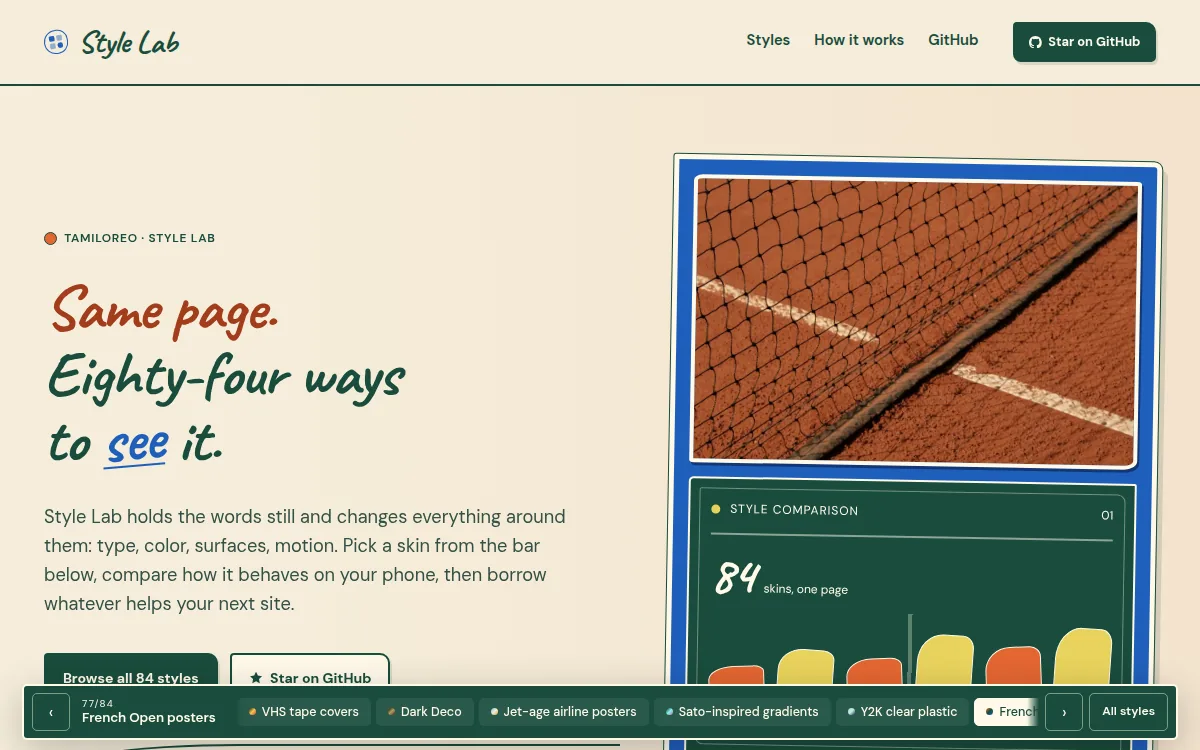 Style Lab
Styles
How it works
GitHub
Star on GitHub
TAMILOREO · STYLE LAB
Same page.
Eighty-four ways
to see it.
Style Lab holds the words still and changes everything around
them: type, color, surfaces, motion. Pick a skin from the bar
below, compare how it behaves on your phone, then borrow
whatever helps your next site.
Browse all 84 styles
Star on GitHub
STYLE COMPARISON
01
84 skins, one page
77/84
French Open posters
VHS tape covers
Dark Deco
Jet-age airline posters
Sato-inspired gradients
Y2K clear plastic
French
All styles